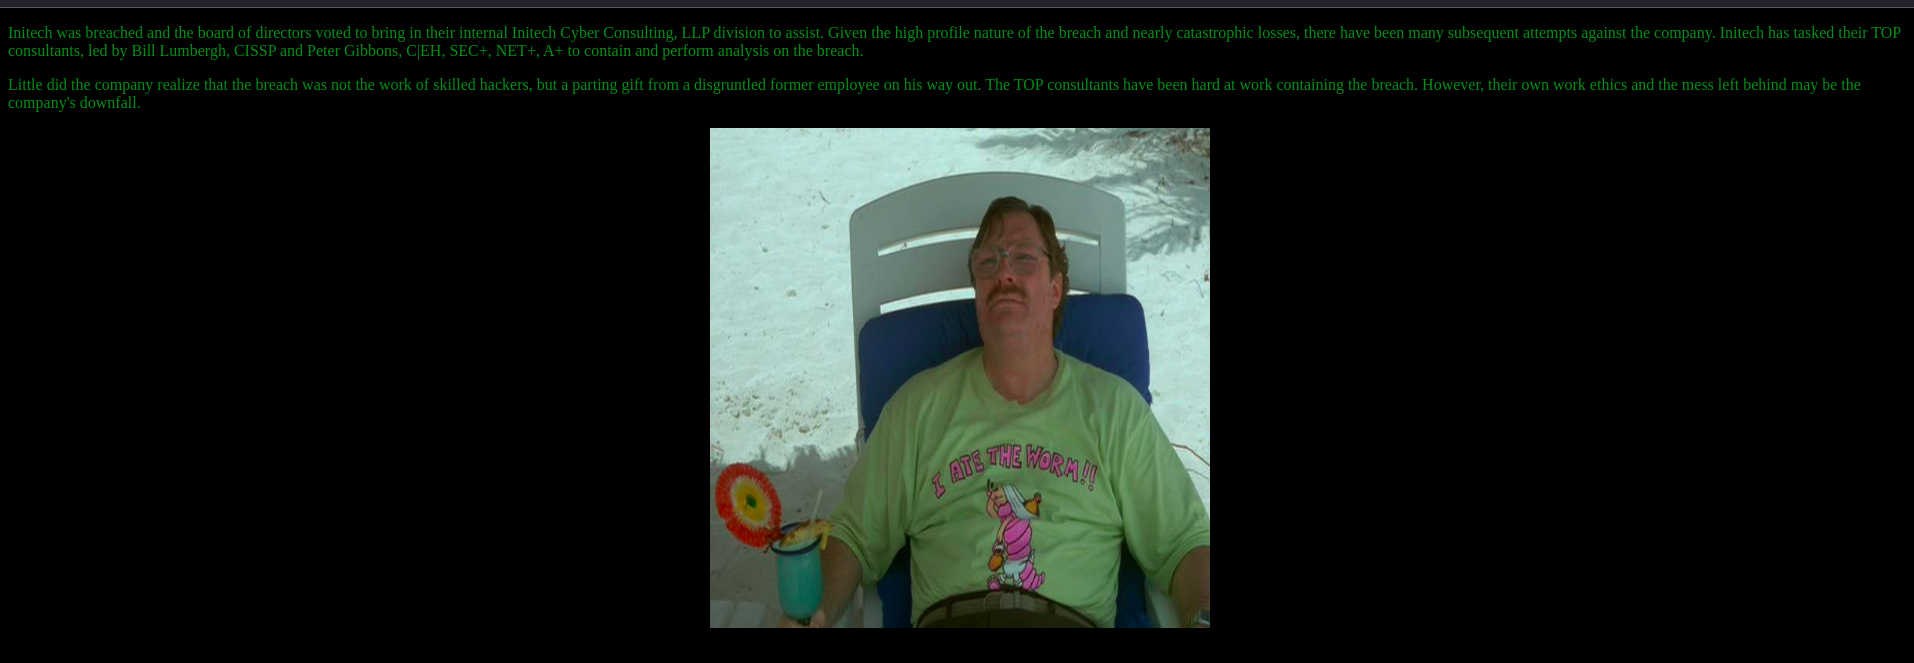 Initech was breached and the board of directors voted to bring in their internal Initech Cyber Consulting, LLP division to assist. Given the high profile nature of the breach and nearly catastrophic losses, there have been many subsequent attempts against the company. Initech has tasked their TOP
consultants, led by Bill Lumbergh, CISSP and Peter Gibbons, C|EH, SEC+, NET+, A+ to contain and perform analysis on the breach.
Little did the company realize that the breach was not the work of skilled hackers, but a parting gift from a disgruntled former employee on his way out. The TOP consultants have been hard at work containing the breach. However, their own work ethics and the mess left behind may be the
company's downfall.
I ATE THE WORM!!